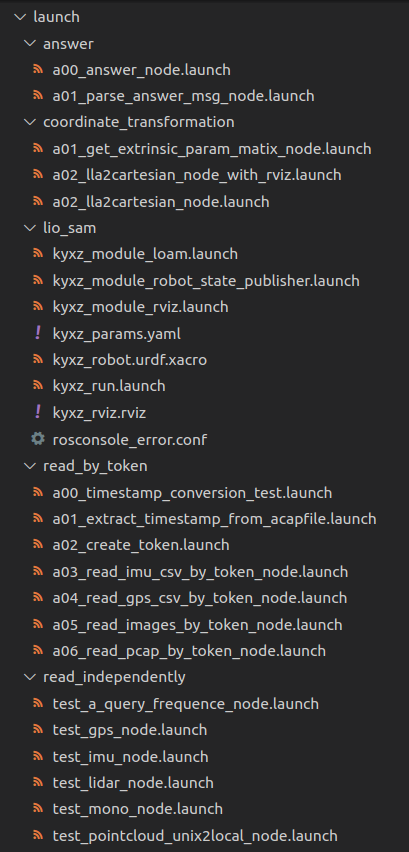 launch
answer
a00_answer_node.launch
a01_parse_answer_msg_node.launch
coordinate_transformation
a01_get_extrinsic_param_matix_node.launch
a02_lla2cartesian_node_with_rviz.launch
a02_lla2cartesian_node.launch
lio_sam
kyxz_module_loam.launch
kyxz_module_robot_state_publisher.launch
kyxz_module_rviz.launch
! kyxz_params.yaml
kyxz_robot.urdf.xacro
kyxz_run.launch
! kyxz_rviz.rviz
rosconsole_error.conf
read_by_token
a00_timestamp_conversion_test.launch
a01_extract_timestamp_from_acapfile.launch
a02_create_token.launch
a03_read_imu_csv_by_token_node.launch
a04_read_gps_csv_by_token_node.launch
a05_read_images_by_token_node.launch
a06_read_pcap_by_token_node.launch
read_independently
test_a_query_frequence_node.launch
test_gps_node.launch
test_imu_node.launch
test_lidar_node.launch
test_mono_node.launch
test_pointcloud_unix2local_node.launch